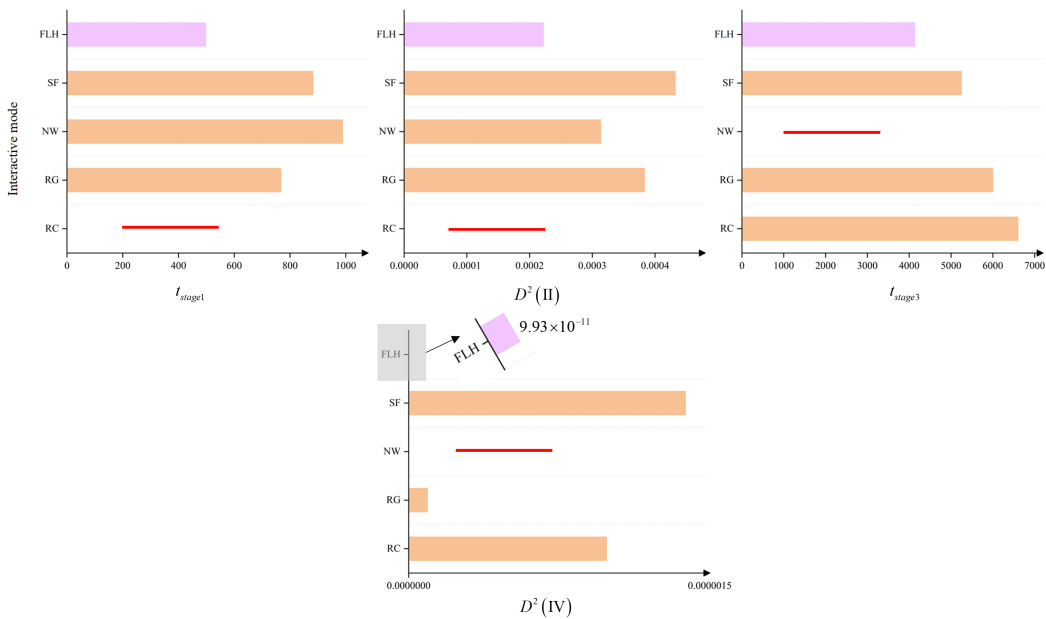 Interactive mode
FLH
SF
NW
RG
RC
0 200 400 600 800 1000
t_stage1
FLH
SF
NW
RG
RC
0.0000 0.0001 0.0002 0.0003 0.0004
D² (II)
FLH
SF
NW
RG
RC
0 1000 2000 3000 4000 5000 6000 7000
t_stage3
FLH
FLH
9.93×10⁻¹¹
SF
NW
RG
RC
0.0000000 0.0000015
D² (IV)